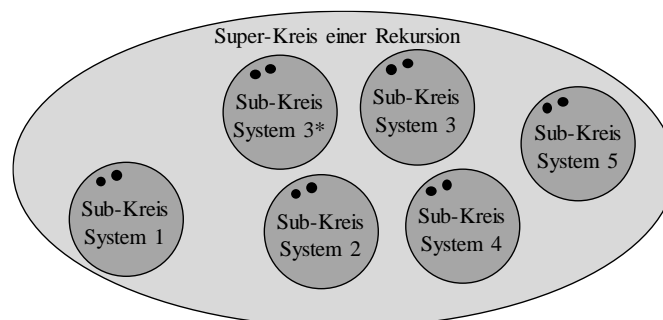 Super-Kreis einer Rekursion
Sub-Kreis
System 3*
Sub-Kreis
System 3
Sub-Kreis
System 5
Sub-Kreis
System 1
Sub-Kreis
System 2
Sub-Kreis
System 4